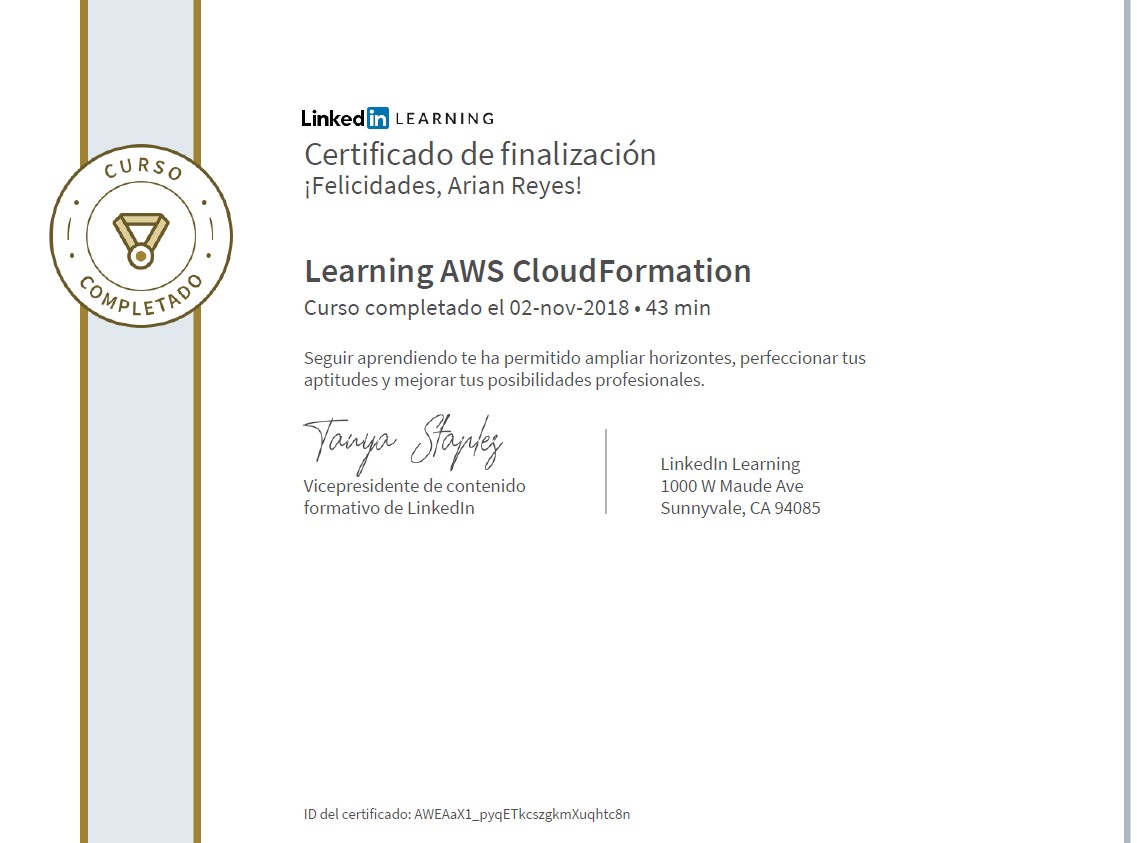 CURSO
COMPLETADO
Linkedin LEARNING
Certificado de finalización
¡Felicidades, Arian Reyes!
Learning AWS CloudFormation
Curso completado el 02-nov-2018 • 43 min
Seguir aprendiendo te ha permitido ampliar horizontes, perfeccionar tus
aptitudes y mejorar tus posibilidades profesionales.
Tanya Staples
Vicepresidente de contenido
formativo de LinkedIn
LinkedIn Learning
1000 W Maude Ave
Sunnyvale, CA 94085
ID del certificado: AWEAaX1_pyqETkcszgkmXuqhtc8n